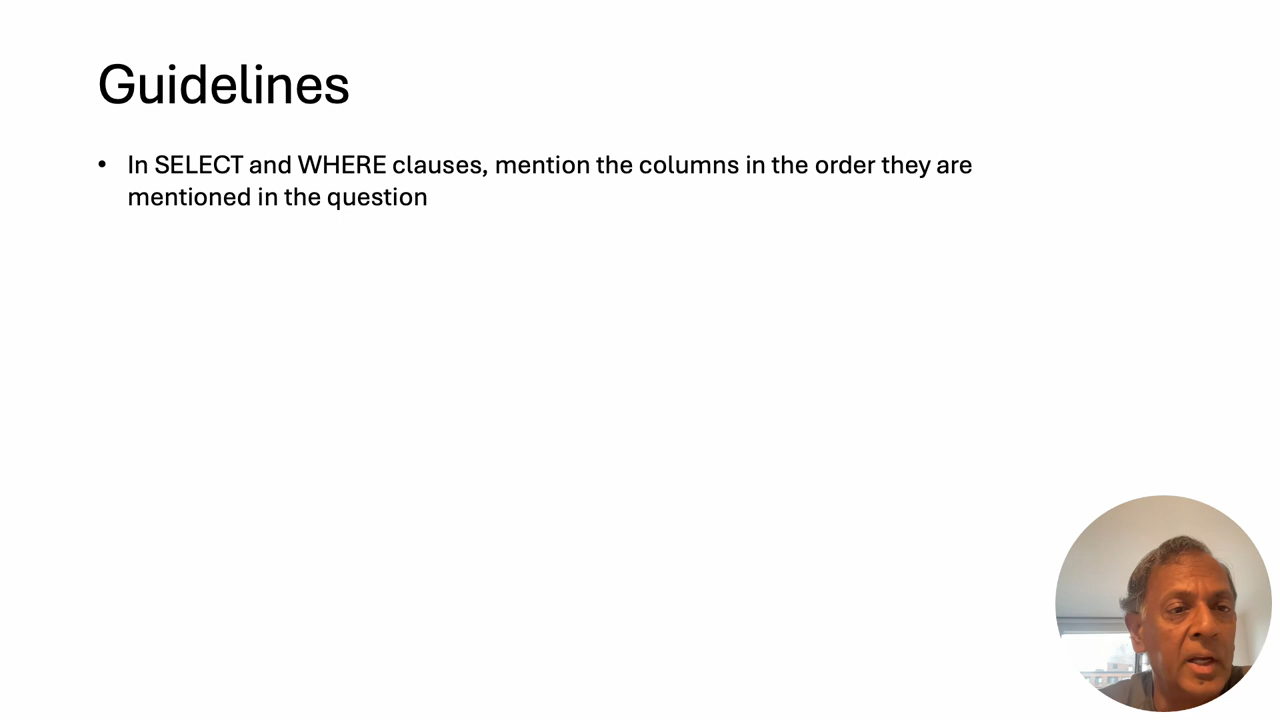 Guidelines
• In SELECT and WHERE clauses, mention the columns in the order they are
mentioned in the question